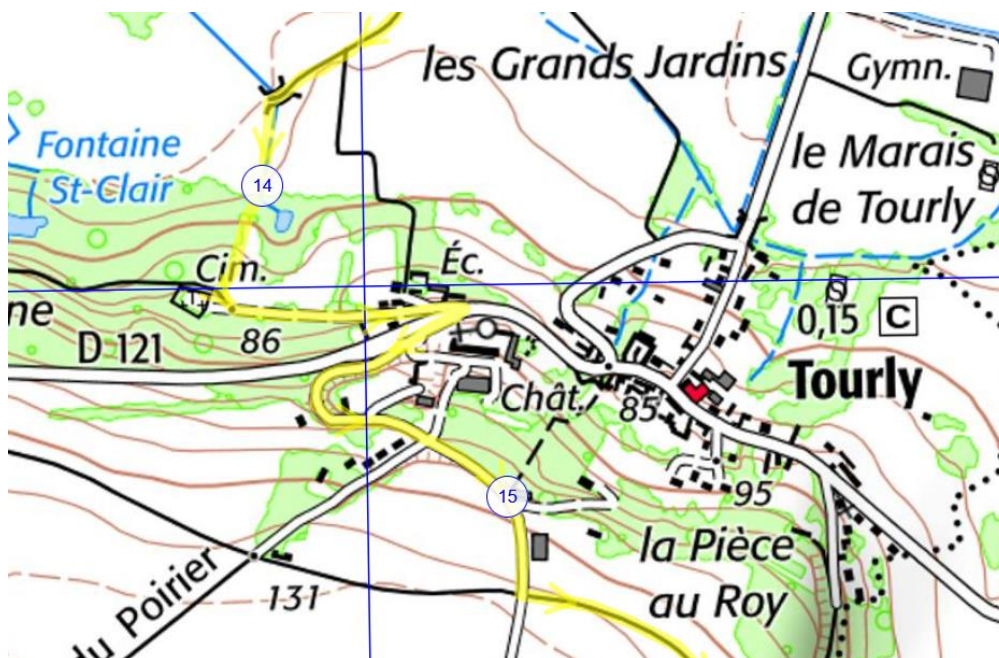 les Grands Jardins
Gymn.
Fontaine
St-Clair
14
le Marais
de Tourly
Cim.
Éc.
ne
D 121
86
0,15
C
Chât.
85
Tourly
15
95
la Pièce
au Roy
131
du Poirier